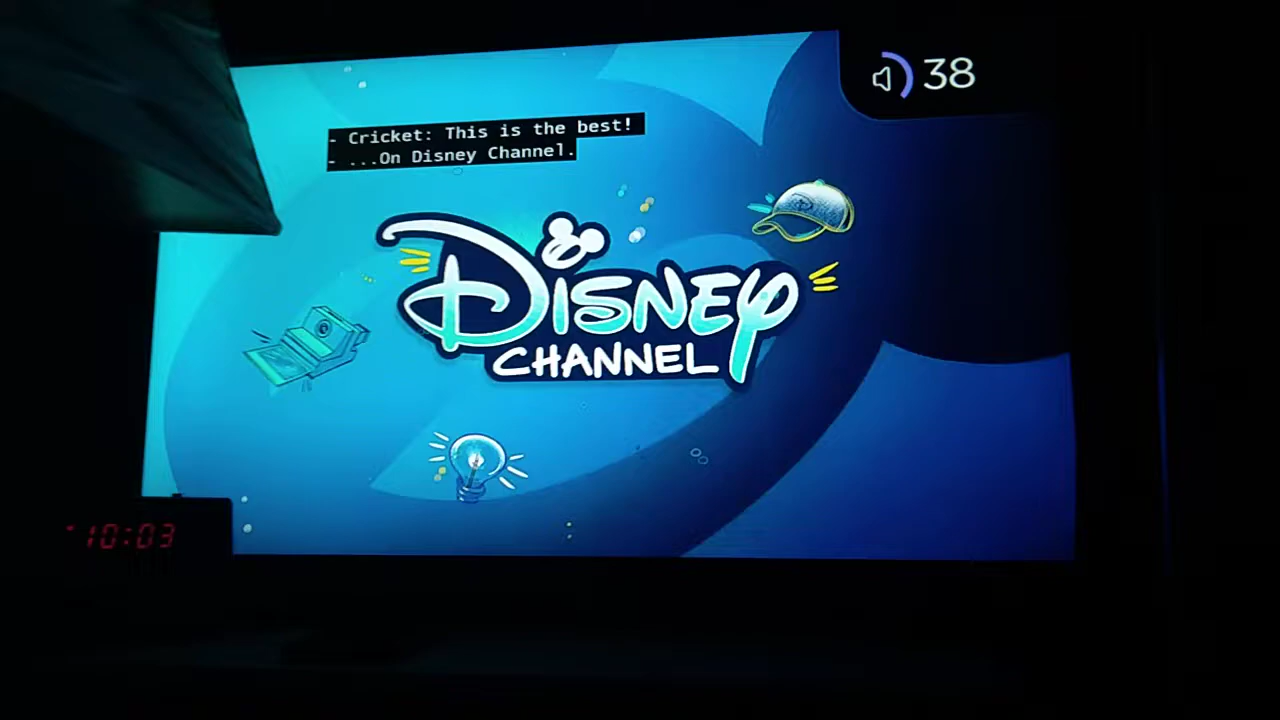 38
- Cricket: This is the best!
- ...On Disney Channel.
DISNEY
CHANNEL
10:03